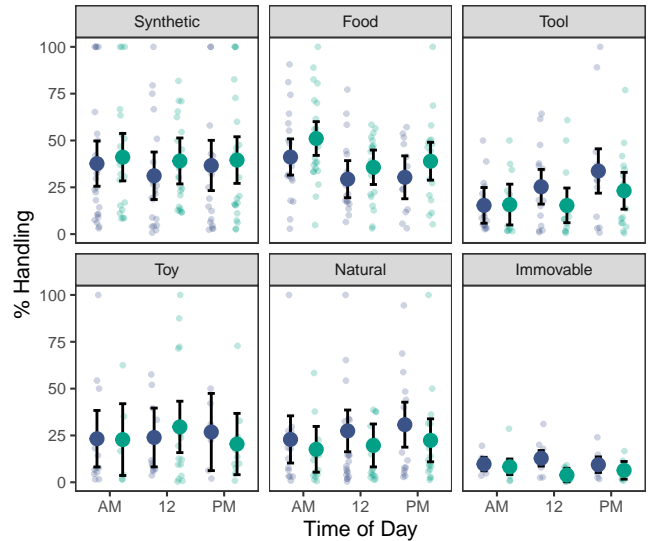 Synthetic Food Tool
100
75
50
25
0
Toy Natural Immovable
100
75
50
25
0
AM 12 PM AM 12 PM AM 12 PM
% Handling
Time of Day